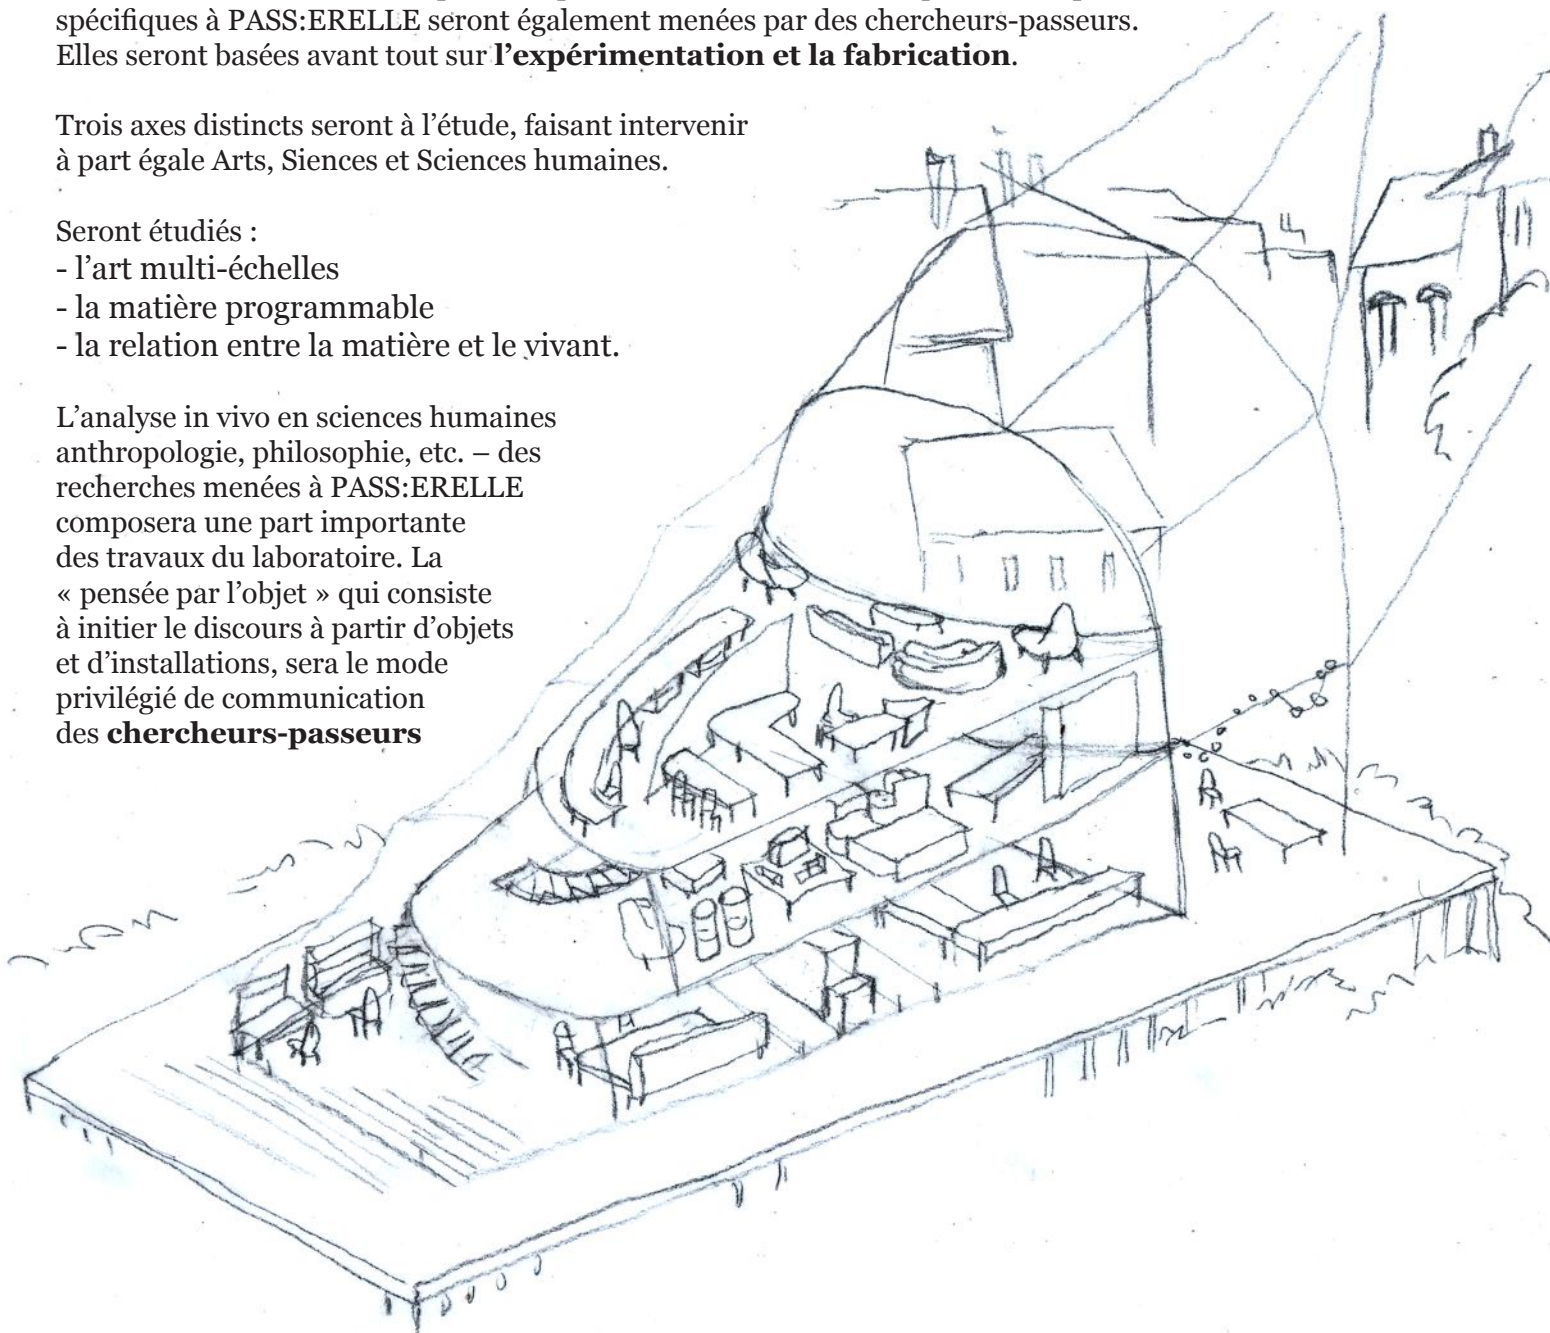 spécifiques à PASS:ERELLE seront également menées par des chercheurs-passeurs.
Elles seront basées avant tout sur l'expérimentation et la fabrication.
Trois axes distincts seront à l'étude, faisant intervenir
à part égale Arts, Siences et Sciences humaines.
Seront étudiés :
- l'art multi-échelles
- la matière programmable
- la relation entre la matière et le vivant.
L'analyse in vivo en sciences humaines
anthropologie, philosophie, etc. – des
recherches menées à PASS:ERELLE
composera une part importante
des travaux du laboratoire. La
« pensée par l'objet » qui consiste
à initier le discours à partir d'objets
et d'installations, sera le mode
privilégié de communication
des chercheurs-passeurs